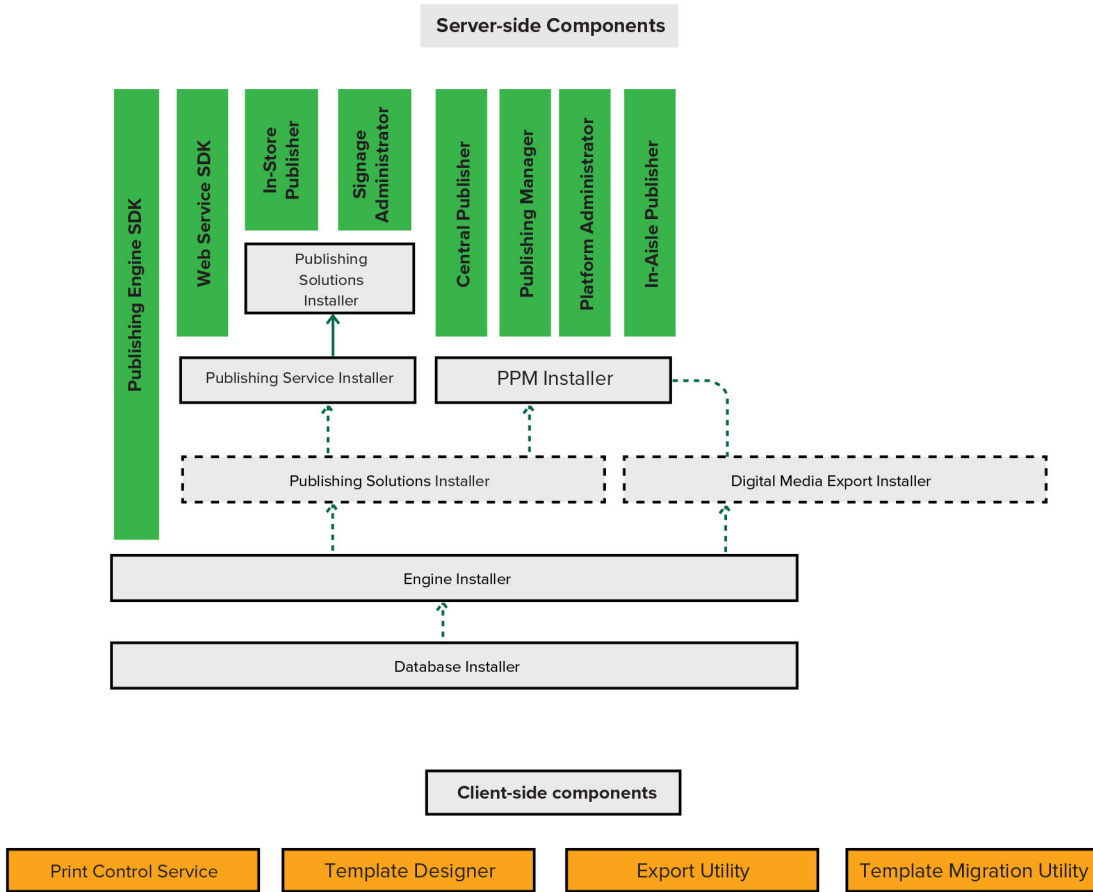 Server-side Components
Publishing Engine SDK
Web Service SDK
In-Store
Publisher
Signage
Administrator
Central Publisher
Publishing Manager
Platform Administrator
In-Aisle Publisher
Publishing
Solutions
Installer
Publishing Service Installer
PPM Installer
Publishing Solutions Installer
Digital Media Export Installer
Engine Installer
Database Installer
Client-side components
Print Control Service
Template Designer
Export Utility
Template Migration Utility